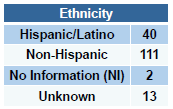 Ethnicity
Hispanic/Latino 40
Non-Hispanic 111
No Information (NI) 2
Unknown 13